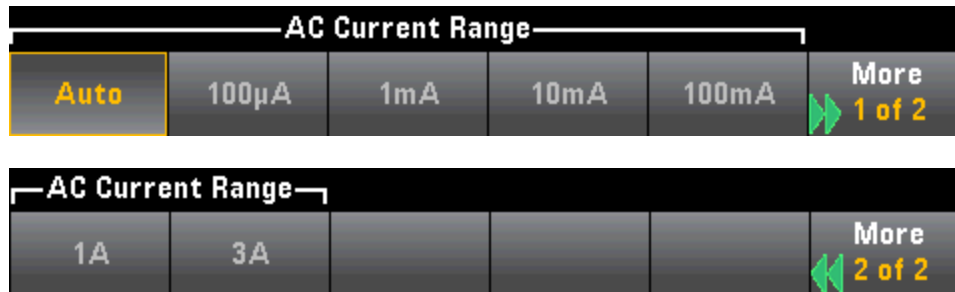 AC Current Range
Auto 100µA 1mA 10mA 100mA More
1 of 2
AC Current Range
1A 3A More
2 of 2